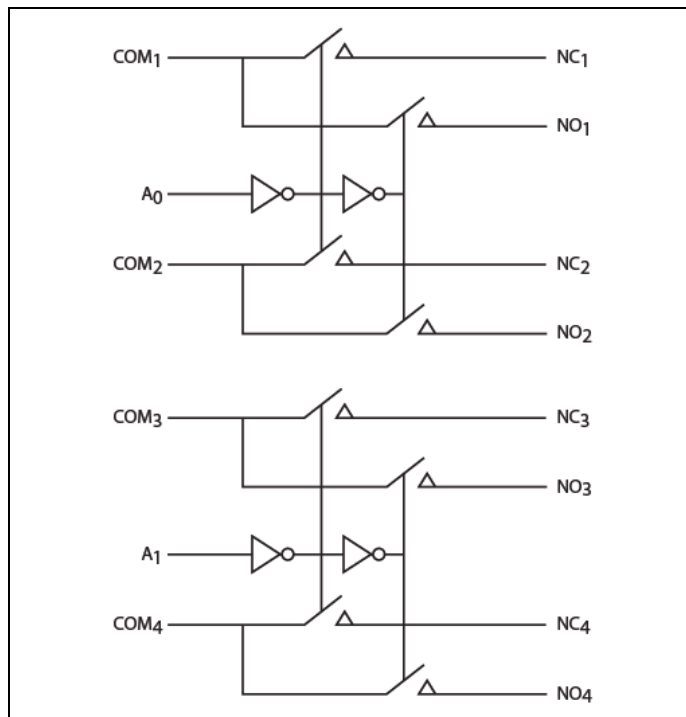 COM1 NC1
NO1
A0
COM2 NC2
NO2
COM3 NC3
NO3
A1
COM4 NC4
NO4